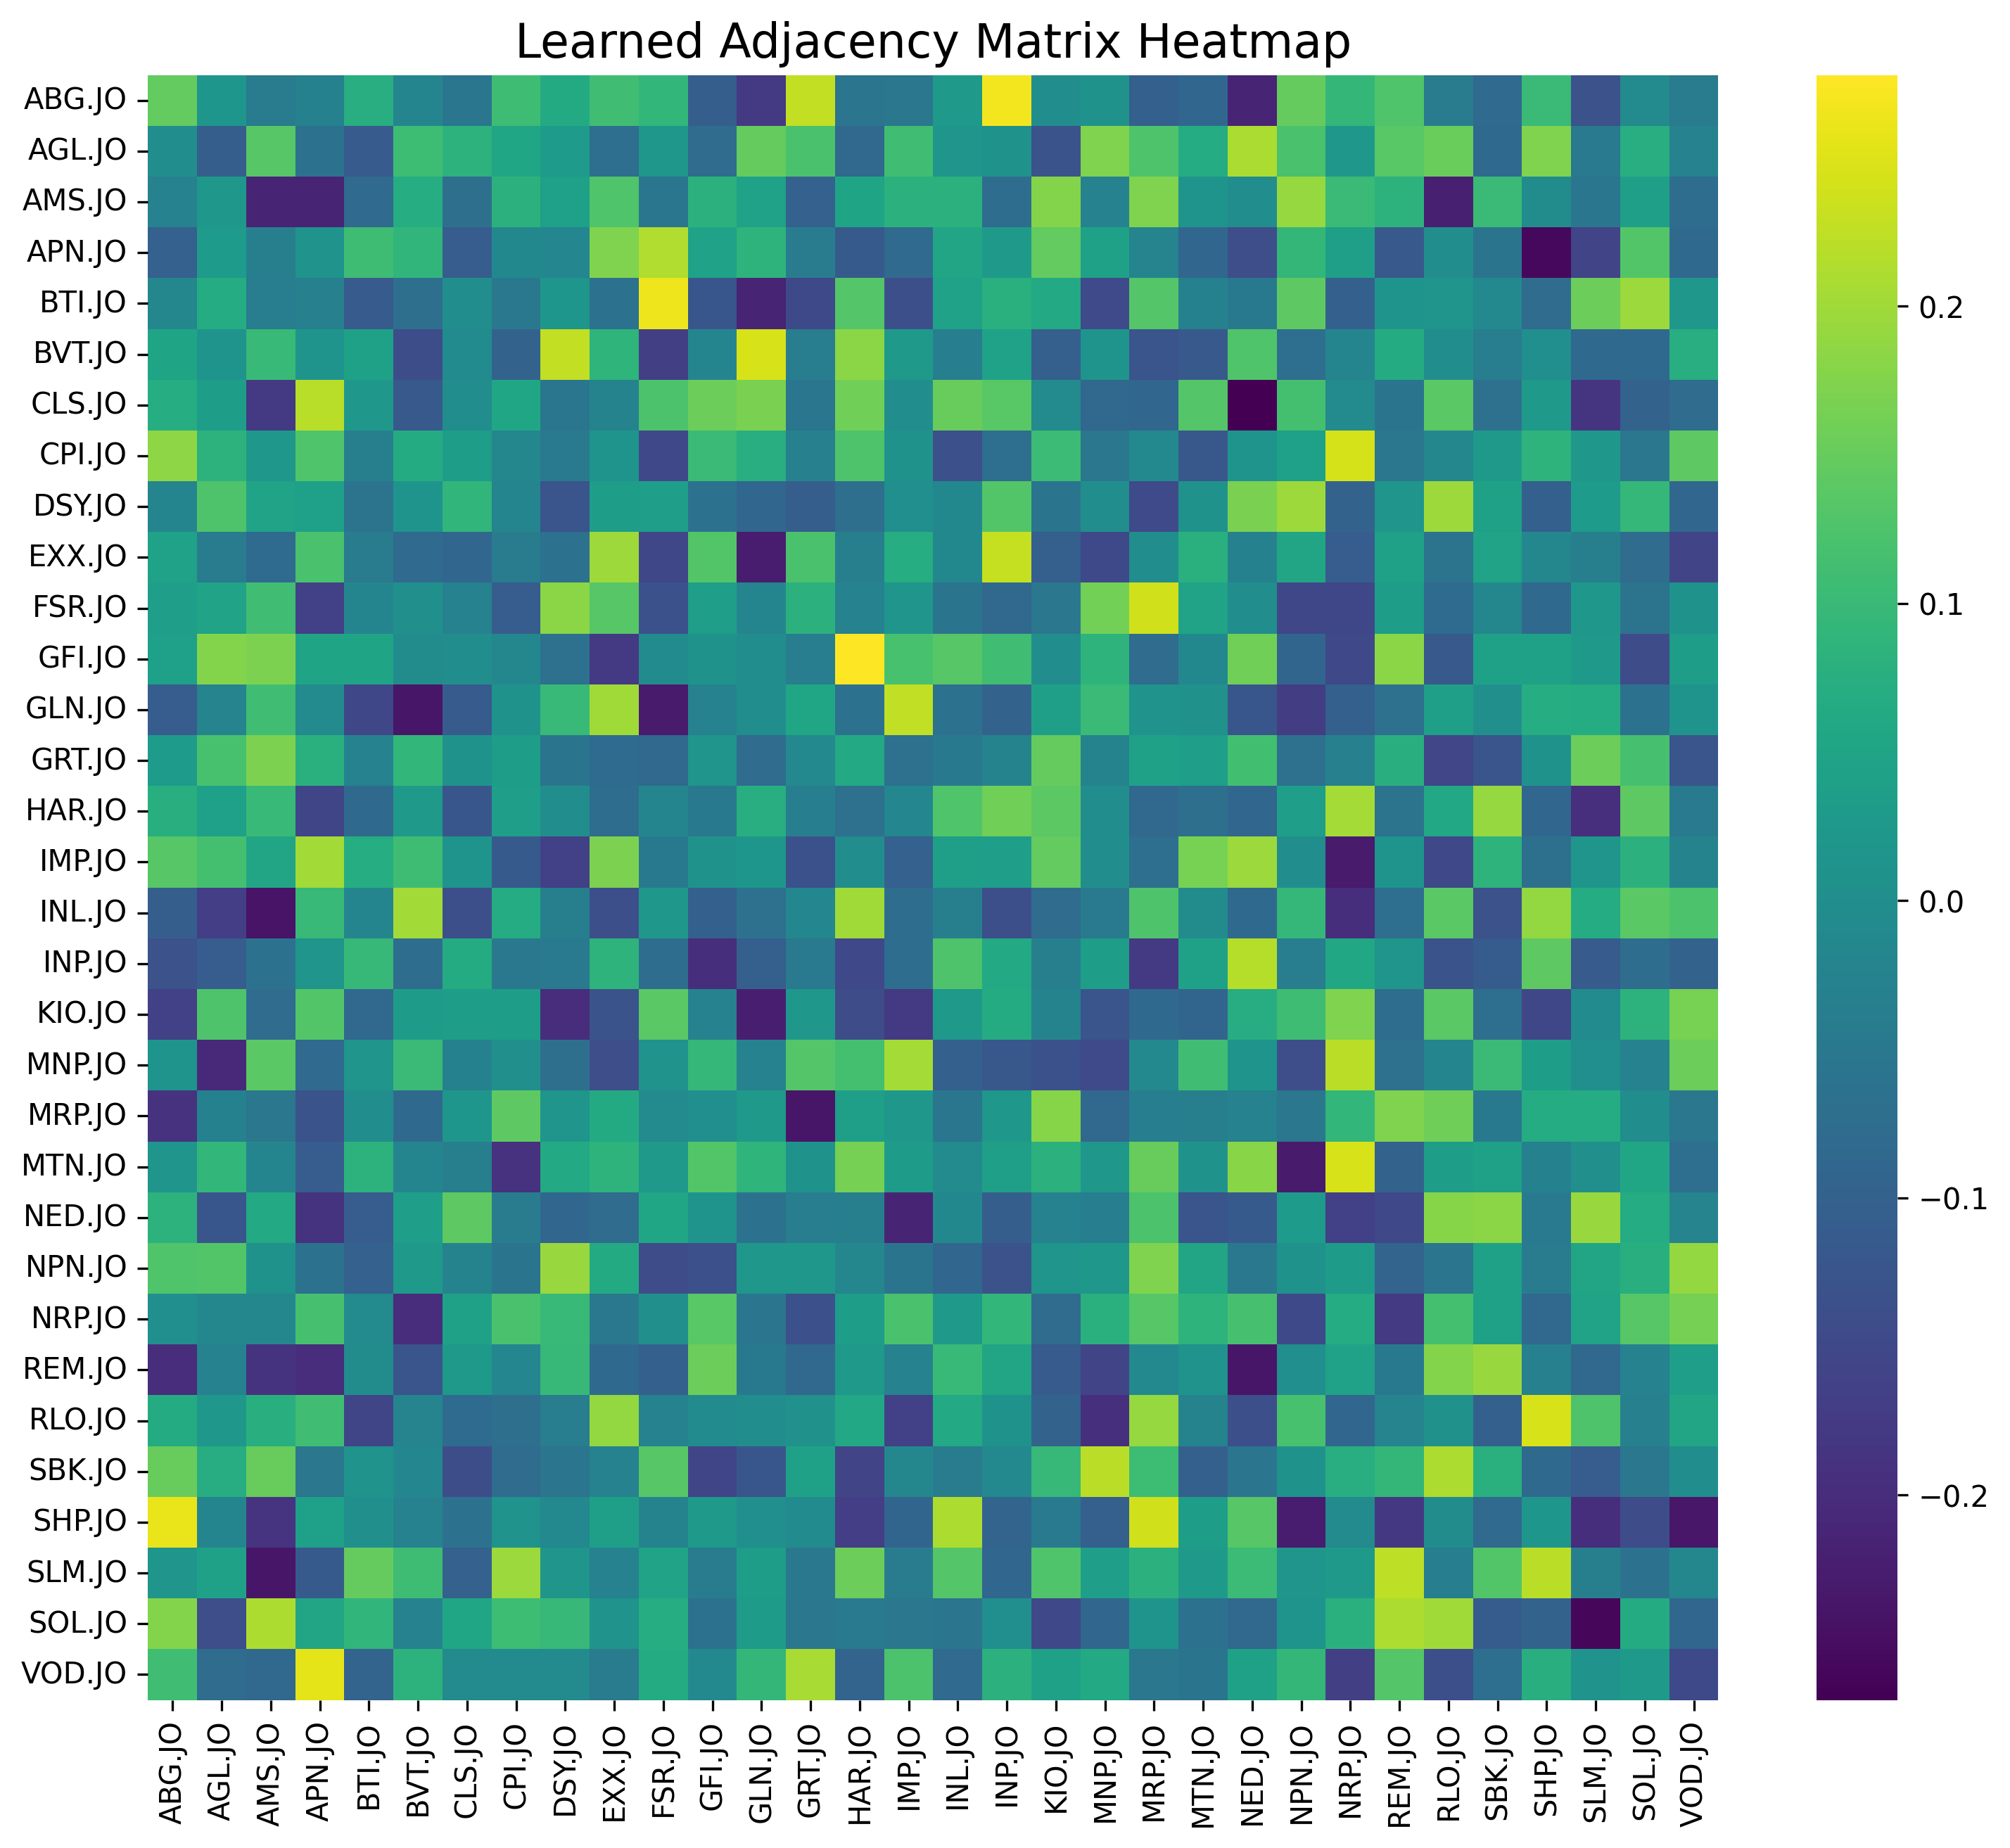 Learned Adjacency Matrix Heatmap
ABG.JO
AGL.JO
AMS.JO
APN.JO
BTI.JO
BVT.JO
CLS.JO
CPI.JO
DSY.JO
EXX.JO
FSR.JO
GFI.JO
GLN.JO
GRT.JO
HAR.JO
IMP.JO
INL.JO
INP.JO
KIO.JO
MNP.JO
MRP.JO
MTN.JO
NED.JO
NPN.JO
NRP.JO
REM.JO
RLO.JO
SBK.JO
SHP.JO
SLM.JO
SOL.JO
VOD.JO
ABG.JO
AGL.JO
AMS.JO
APN.JO
BTI.JO
BVT.JO
CLS.JO
CPI.JO
DSY.JO
EXX.JO
FSR.JO
GFI.JO
GLN.JO
GRT.JO
HAR.JO
IMP.JO
INL.JO
INP.JO
KIO.JO
MNP.JO
MRP.JO
MTN.JO
NED.JO
NPN.JO
NRP.JO
REM.JO
RLO.JO
SBK.JO
SHP.JO
SLM.JO
SOL.JO
VOD.JO
0.2
0.1
0.0
−0.1
−0.2